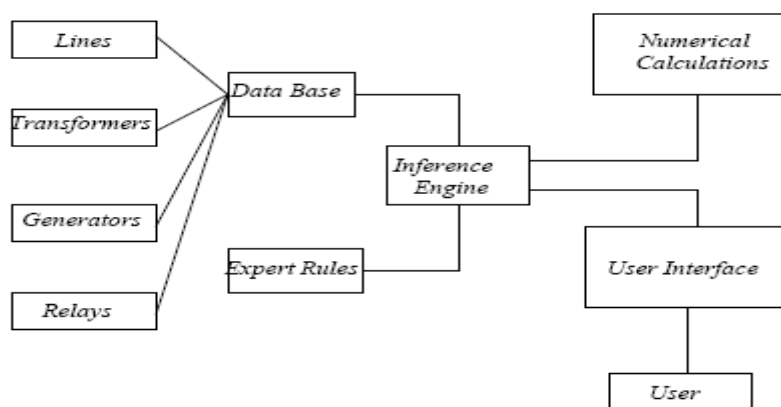 Lines
Transformers
Generators
Relays
Data Base
Expert Rules
Inference
Engine
Numerical
Calculations
User Interface
User